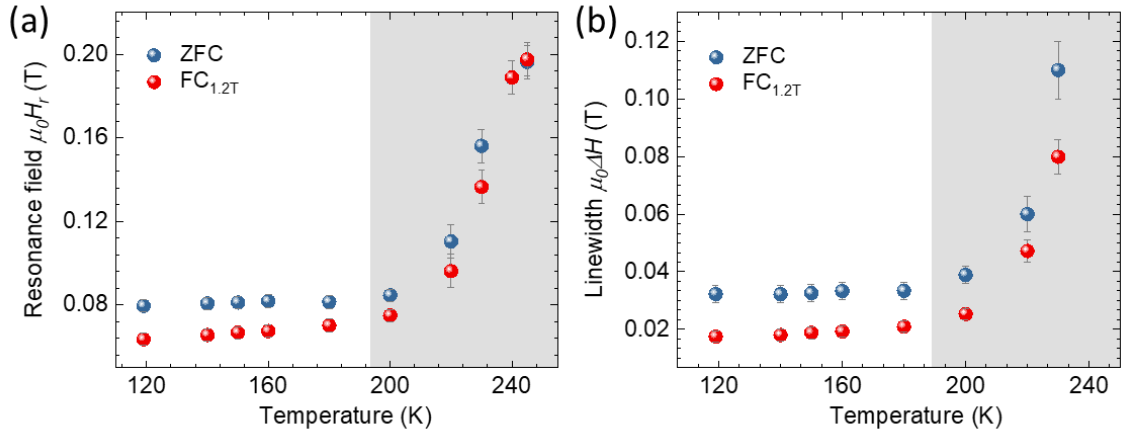 (a)
ZFC
FC1.2T
Resonance field μ0Hr (T)
0.20
0.16
0.12
0.08
120 160 200 240
Temperature (K)
(b)
ZFC
FC1.2T
Linewidth μ0ΔH (T)
0.12
0.10
0.08
0.06
0.04
0.02
120 160 200 240
Temperature (K)